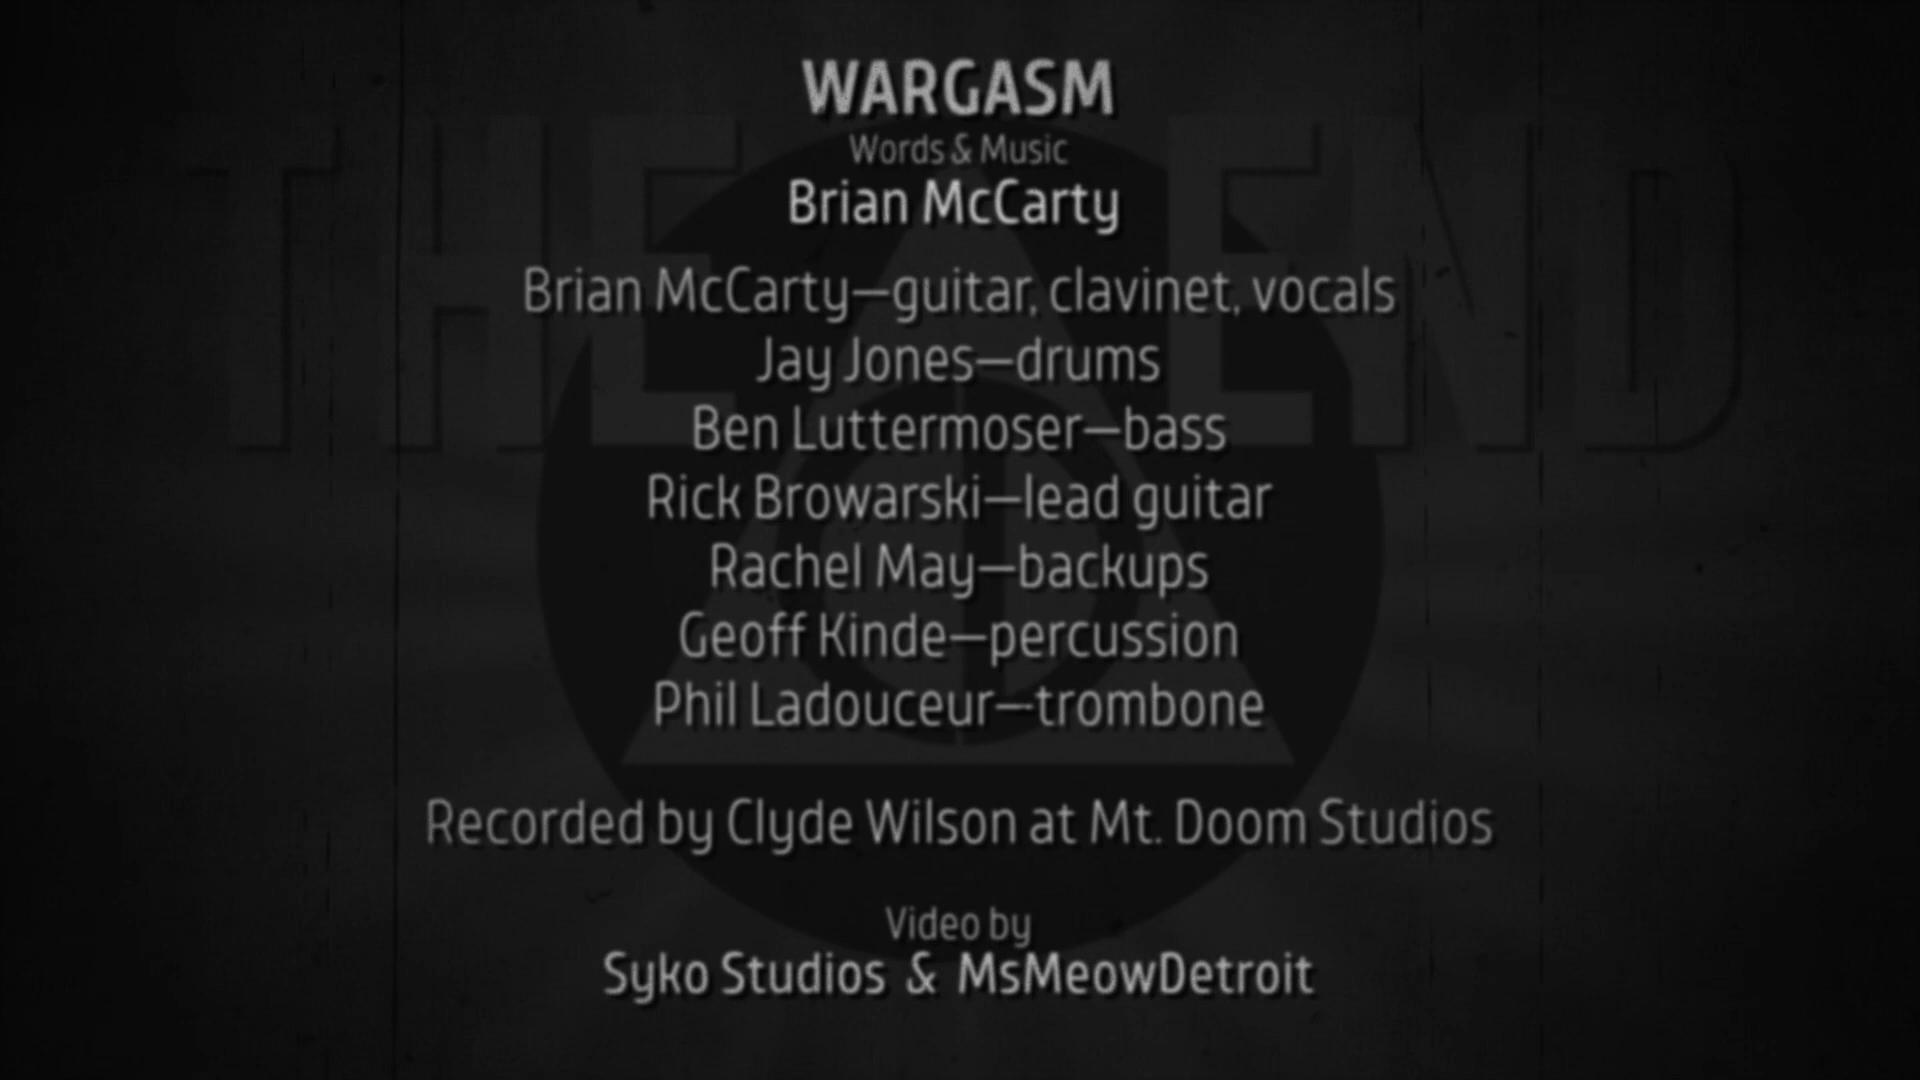 THE END
WARGASM
Words & Music
Brian McCarty
Brian McCarty—guitar, clavinet, vocals
Jay Jones—drums
Ben Luttermoser—bass
Rick Browarski—lead guitar
Rachel May—backups
Geoff Kinde—percussion
Phil Ladouceur—trombone
Recorded by Clyde Wilson at Mt. Doom Studios
Video by
Syko Studios & MsMeowDetroit